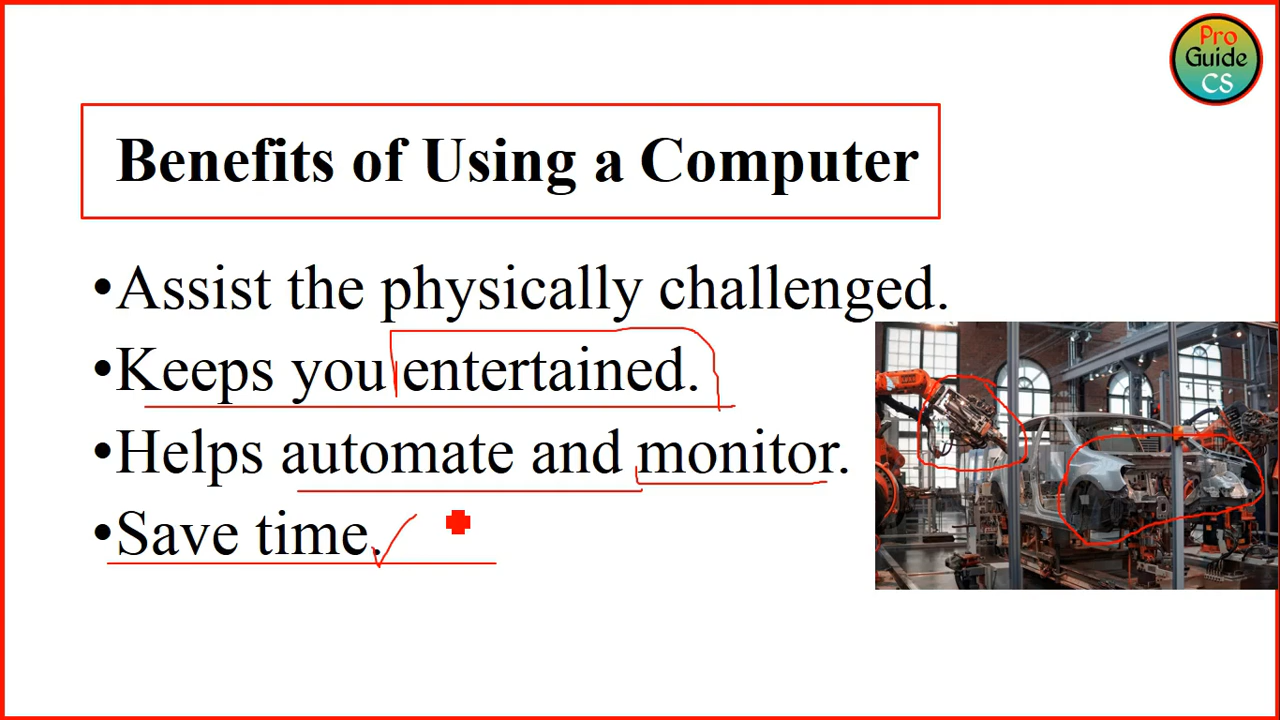 Pro
Guide
CS
Benefits of Using a Computer
•Assist the physically challenged.
•Keeps you entertained.
•Helps automate and monitor.
•Save time.